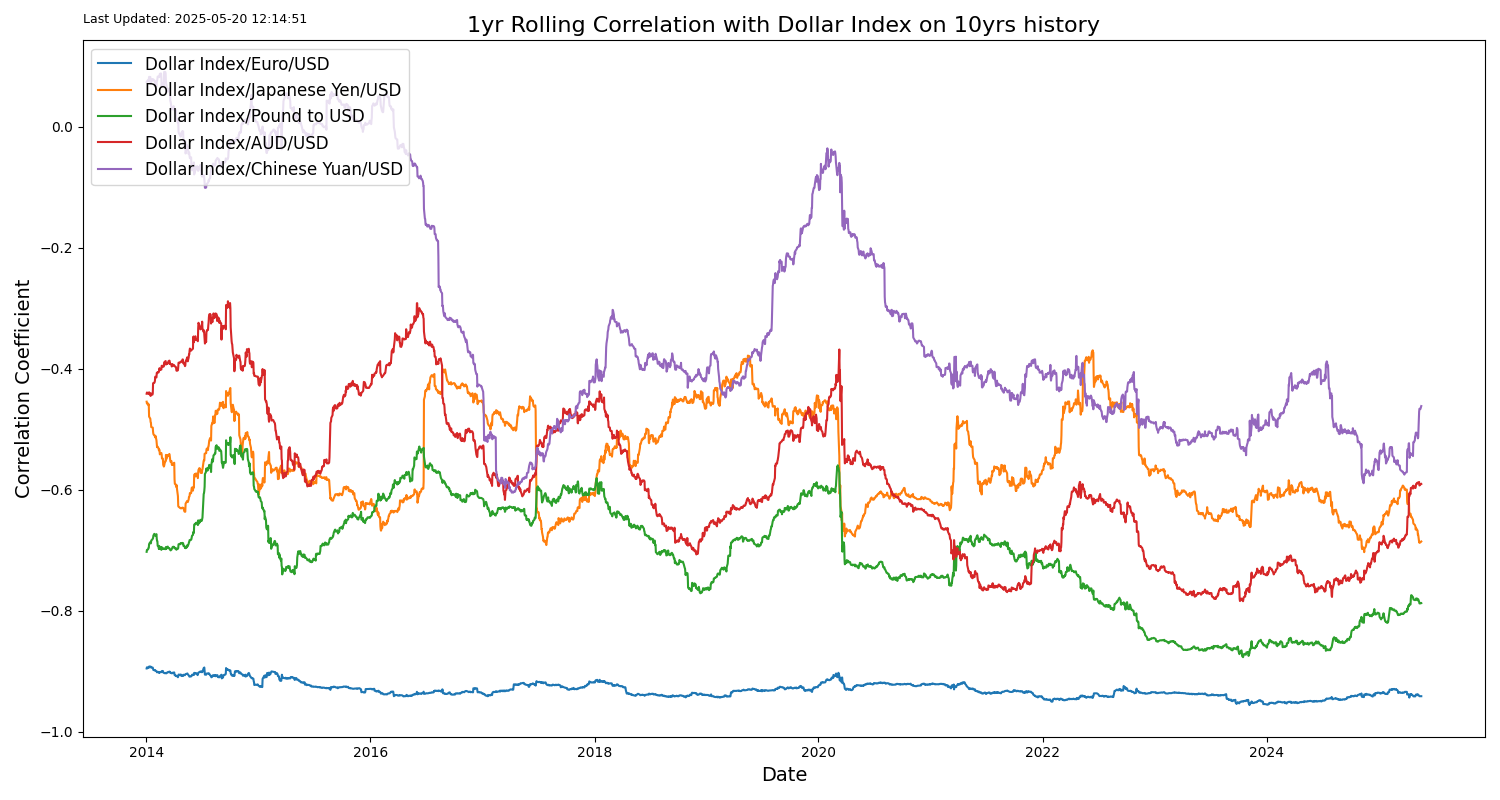 Last Updated: 2025-05-20 12:14:51
1yr Rolling Correlation with Dollar Index on 10yrs history
Dollar Index/Euro/USD
Dollar Index/Japanese Yen/USD
Dollar Index/Pound to USD
Dollar Index/AUD/USD
Dollar Index/Chinese Yuan/USD
Correlation Coefficient
0.0
−0.2
−0.4
−0.6
−0.8
−1.0
2014 2016 2018 2020 2022 2024
Date